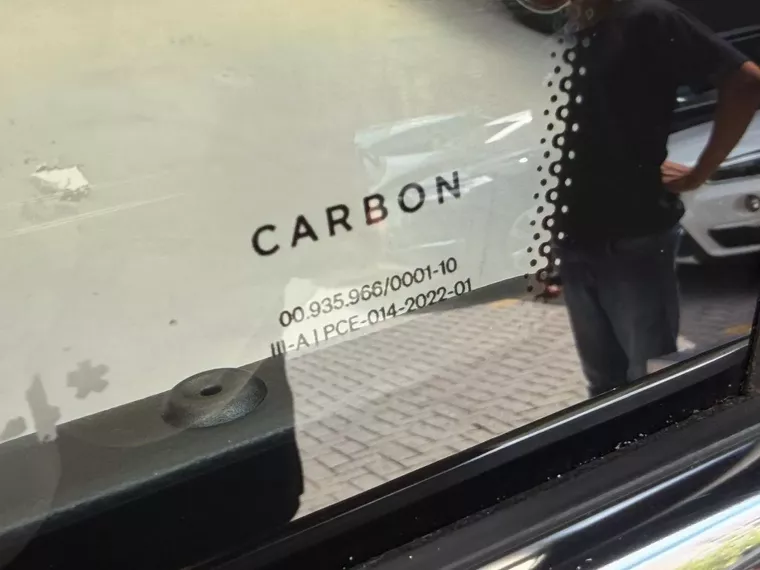 CARBON
00.935.966/0001-10
III-A | PCE-014-2022-01